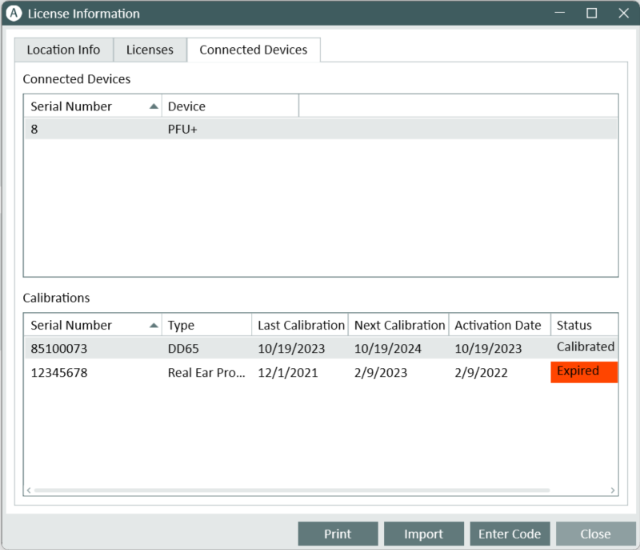 A License Information
Location Info Licenses Connected Devices
Connected Devices
Serial Number Device
8 PFU+
Calibrations
Serial Number Type Last Calibration Next Calibration Activation Date Status
85100073 DD65 10/19/2023 10/19/2024 10/19/2023 Calibrated
12345678 Real Ear Pro... 12/1/2021 2/9/2023 2/9/2022 Expired
Print Import Enter Code Close